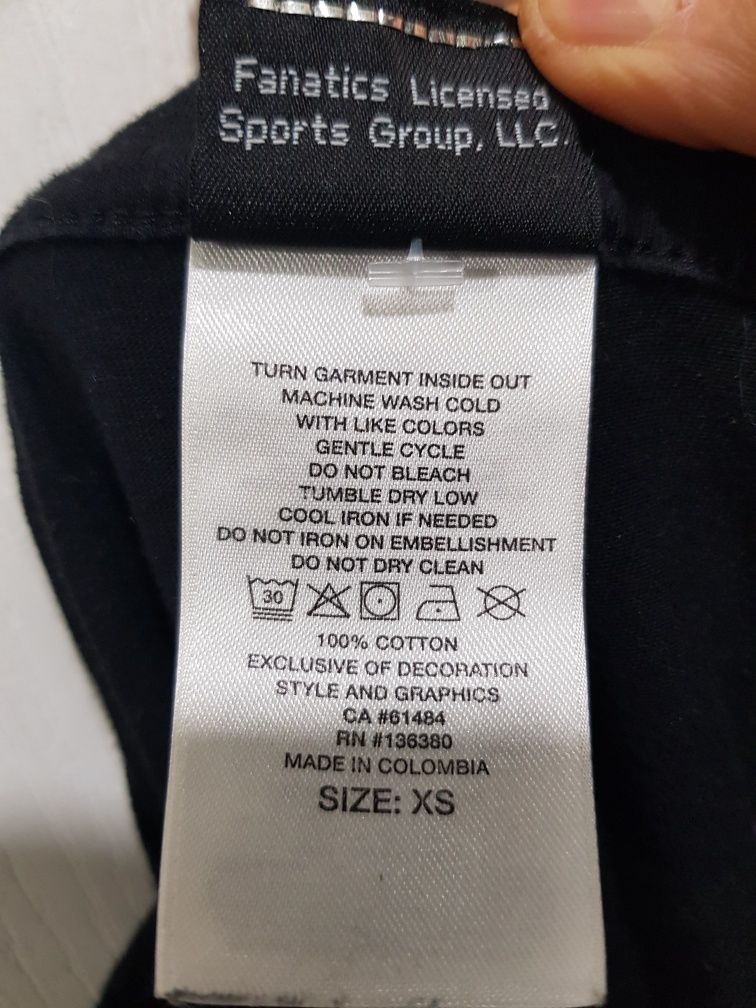 Fanatics Licensed
Sports Group, LLC.
TURN GARMENT INSIDE OUT
MACHINE WASH COLD
WITH LIKE COLORS
GENTLE CYCLE
DO NOT BLEACH
TUMBLE DRY LOW
COOL IRON IF NEEDED
DO NOT IRON ON EMBELLISHMENT
DO NOT DRY CLEAN
30
100% COTTON
EXCLUSIVE OF DECORATION
STYLE AND GRAPHICS
CA #61484
RN #136380
MADE IN COLOMBIA
SIZE: XS